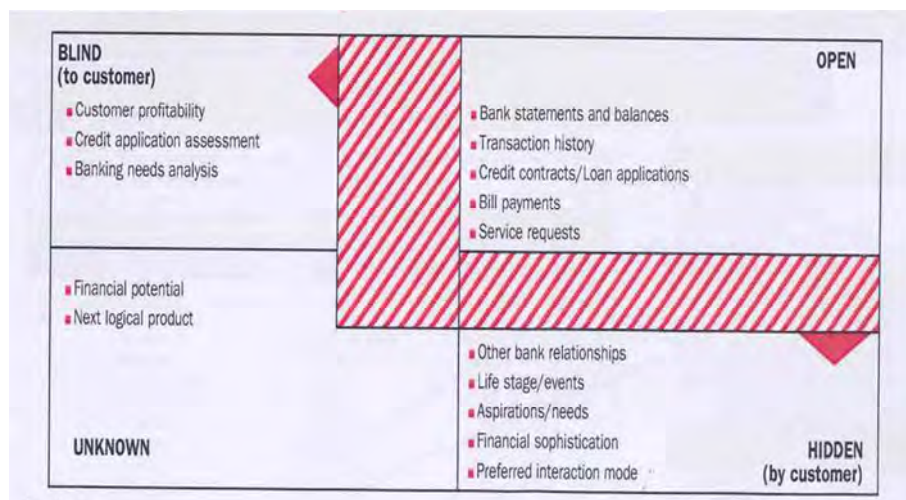 BLIND
(to customer)
▪ Customer profitability
▪ Credit application assessment
▪ Banking needs analysis
OPEN
▪ Bank statements and balances
▪ Transaction history
▪ Credit contracts/Loan applications
▪ Bill payments
▪ Service requests
▪ Financial potential
▪ Next logical product
UNKNOWN
▪ Other bank relationships
▪ Life stage/events
▪ Aspirations/needs
▪ Financial sophistication
▪ Preferred interaction mode
HIDDEN
(by customer)